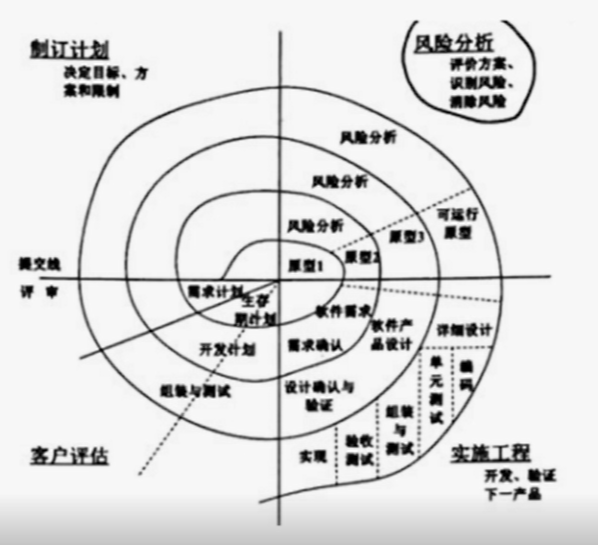 制订计划
决定目标、方
案和限制
风险分析
评价方案、
识别风险、
消除风险
风险分析
风险分析
风险分析
可运行
原型
原型3
原型2
原型1
提交线
评 审
需求计划
生存
期计划
软件需求
软件产
品设计
详细设计
开发计划
需求确认
组装与测试
设计确认与
验证
单元测试
编码
组装与测试
验收
测试
实现
客户评估
实施工程
开发、验证
下一产品